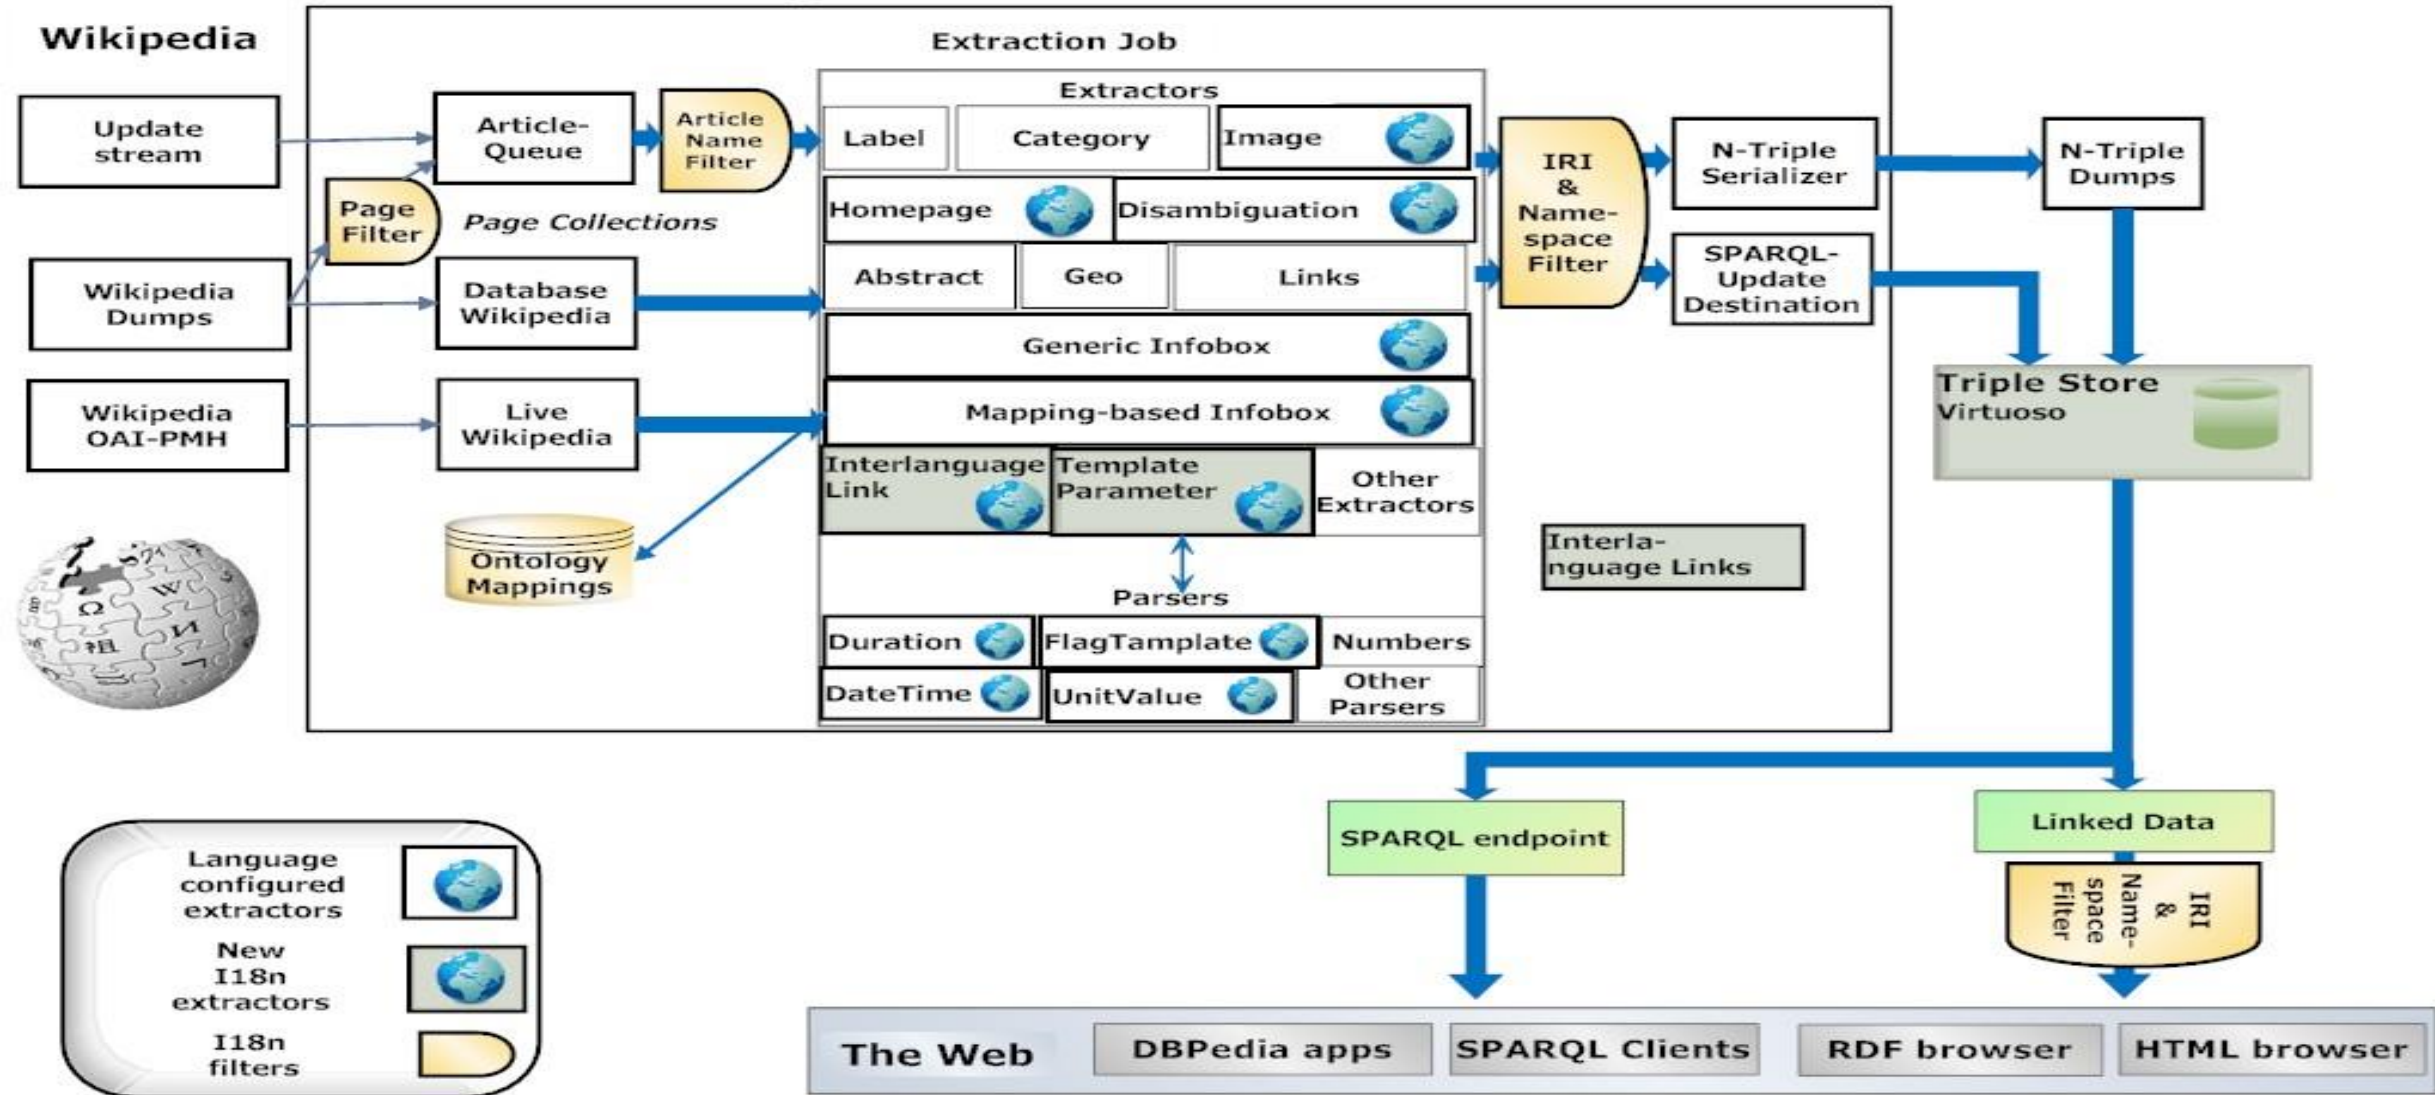 Wikipedia
Extraction Job
Update
stream
Wikipedia
Dumps
Wikipedia
OAI-PMH
Page
Filter
Article-
Queue
Article
Name
Filter
Page Collections
Database
Wikipedia
Live
Wikipedia
Ontology
Mappings
Extractors
Label
Category
Image
Homepage
Disambiguation
Abstract
Geo
Links
Generic Infobox
Mapping-based Infobox
Interlanguage
Link
Template
Parameter
Other
Extractors
Parsers
Duration
FlagTamplate
Numbers
DateTime
UnitValue
Other
Parsers
IRI
&
Name-
space
Filter
N-Triple
Serializer
SPARQL-
Update
Destination
Interla-
nguage Links
N-Triple
Dumps
Triple Store
Virtuoso
SPARQL endpoint
Linked Data
IRI
&
Name-
space
Filter
Language
configured
extractors
New
I18n
extractors
I18n
filters
The Web
DBPedia apps
SPARQL Clients
RDF browser
HTML browser
Ω
W
И
祖